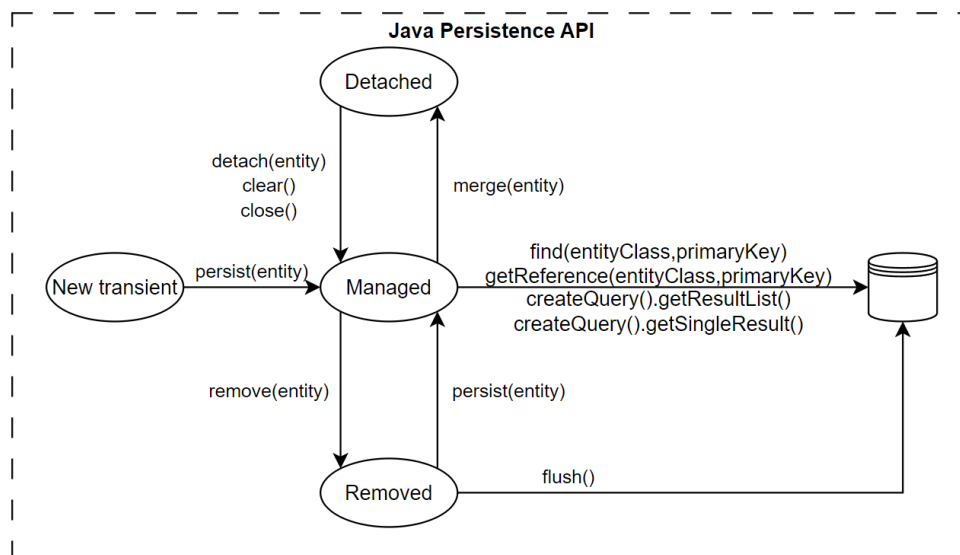 Java Persistence API
Detached
detach(entity)
clear()
close()
merge(entity)
New transient
persist(entity)
Managed
find(entityClass,primaryKey)
getReference(entityClass,primaryKey)
createQuery().getResultList()
createQuery().getSingleResult()
remove(entity)
persist(entity)
Removed
flush()